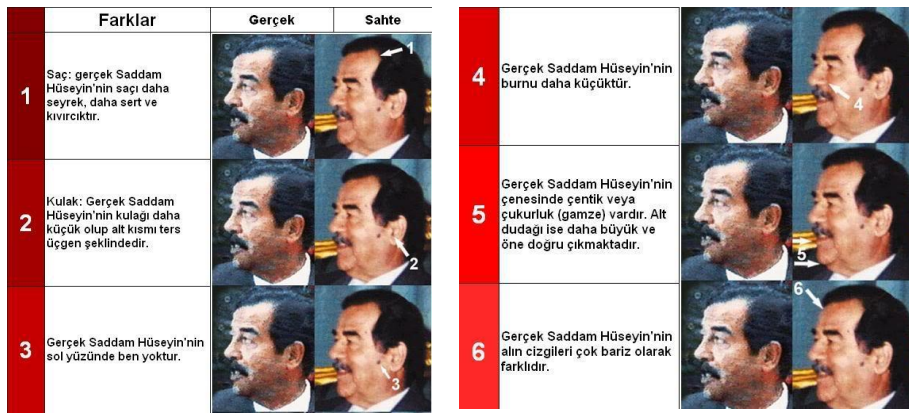 Farklar
Gerçek
Sahte
1
Saç: gerçek Saddam
Hüseyin'nin saçı daha
seyrek, daha sert ve
kıvırcıktır.
1
2
Kulak: Gerçek Saddam
Hüseyin'nin kulağı daha
küçük olup alt kısmı ters
üçgen şeklindedir.
2
3
Gerçek Saddam Hüseyin'nin
sol yüzünde ben yoktur.
3
4
Gerçek Saddam Hüseyin'nin
burnu daha küçüktür.
4
5
Gerçek Saddam Hüseyin'nin
çenesinde çentik veya
çukurluk (gamze) vardır. Alt
dudağı ise daha büyük ve
öne doğru çıkmaktadır.
5
6
Gerçek Saddam Hüseyin'nin
alın cizgileri çok bariz olarak
farklıdır.
6